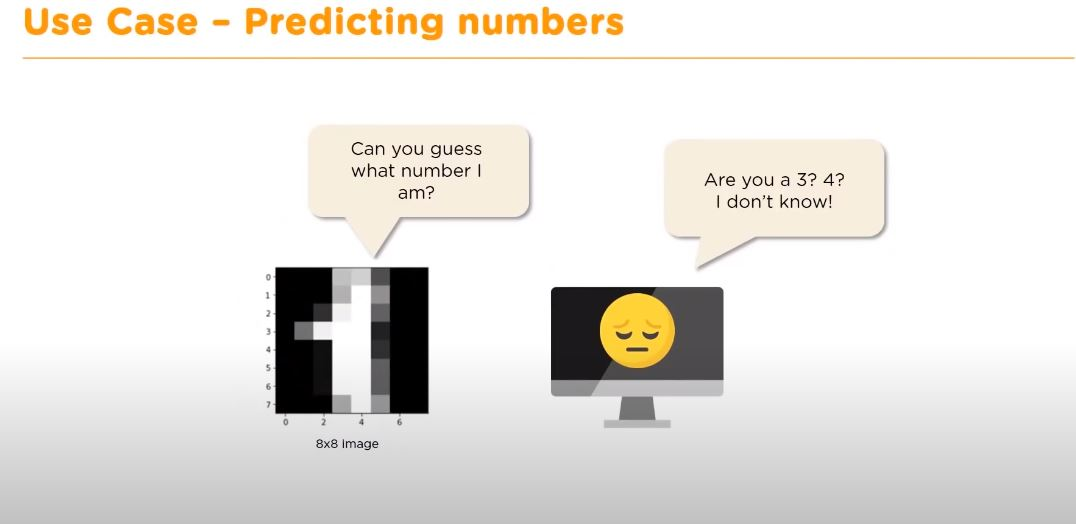 Use Case – Predicting numbers
Can you guess
what number I
am?
Are you a 3? 4?
I don't know!
0
1
2
3
4
5
6
7
0 2 4 6
8x8 Image